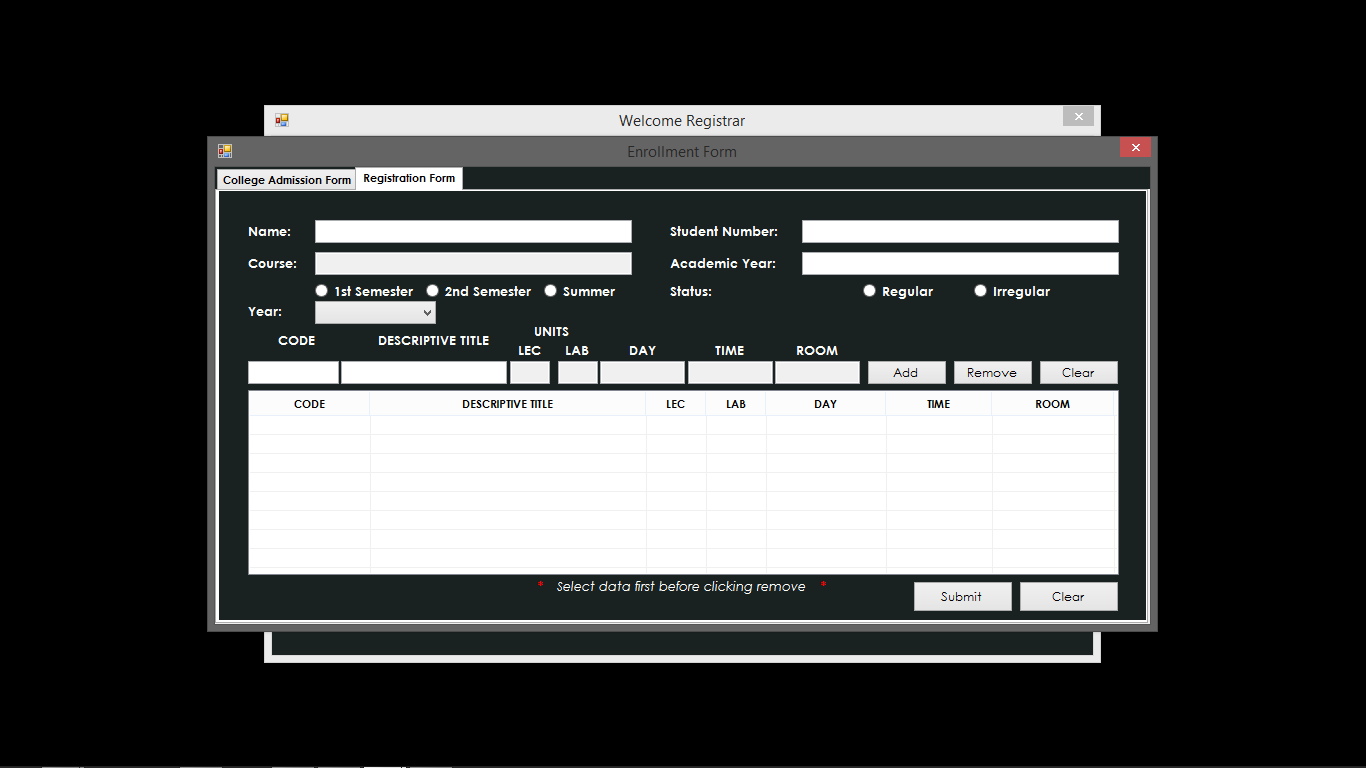 Welcome Registrar
Enrollment Form
College Admission Form Registration Form
Name: Student Number:
Course: Academic Year:
1st Semester 2nd Semester Summer Status: Regular Irregular
Year:
UNITS
CODE DESCRIPTIVE TITLE
LEC LAB DAY TIME ROOM
Add Remove Clear
CODE DESCRIPTIVE TITLE LEC LAB DAY TIME ROOM
* Select data first before clicking remove *
Submit Clear